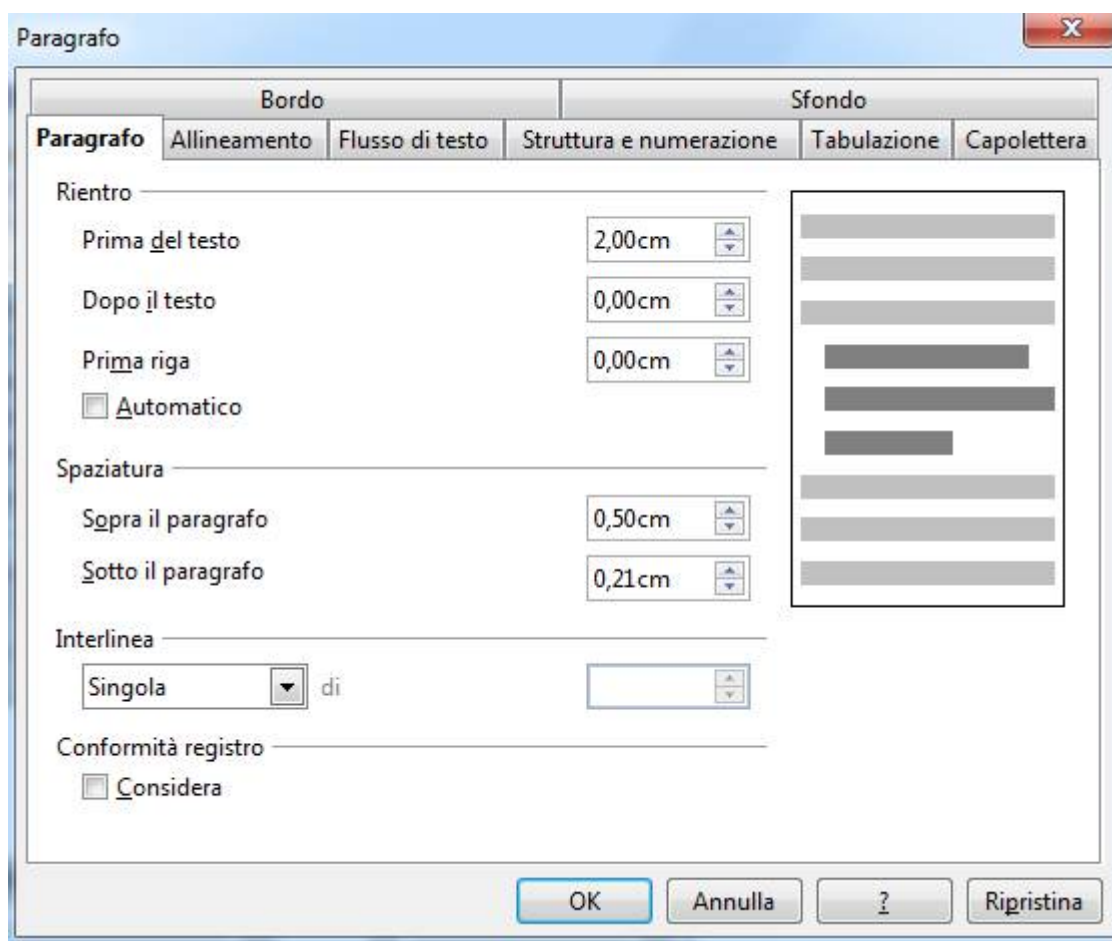 Paragrafo
Bordo Sfondo
Paragrafo Allineamento Flusso di testo Struttura e numerazione Tabulazione Capolettera
Rientro
Prima del testo 2,00cm
Dopo il testo 0,00cm
Prima riga 0,00cm
Automatico
Spaziatura
Sopra il paragrafo 0,50cm
Sotto il paragrafo 0,21cm
Interlinea
Singola di
Conformità registro
Considera
OK Annulla ? Ripristina